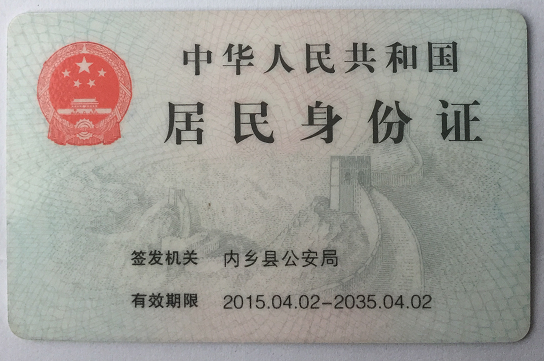 中华人民共和国
居民身份证
签发机关 内乡县公安局
有效期限 2015.04.02-2035.04.02